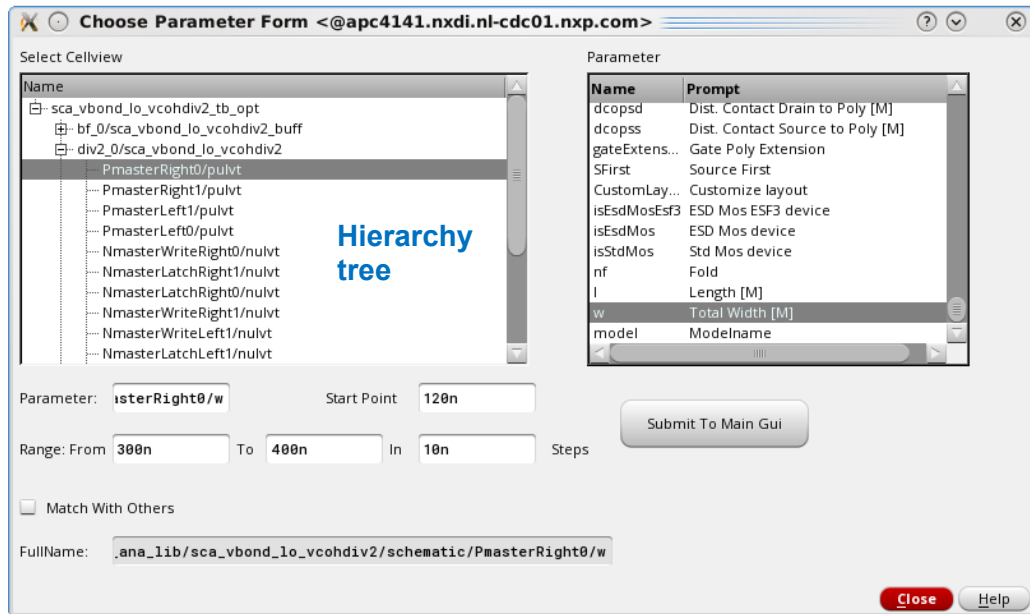 Choose Parameter Form <@apc4141.nxdi.nl-cdc01.nxp.com>
Select Cellview
Name
sca_vbond_lo_vcohdiv2_tb_opt
bf_0/sca_vbond_lo_vcohdiv2_buff
div2_0/sca_vbond_lo_vcohdiv2
PmasterRight0/pulvt
PmasterRight1/pulvt
PmasterLeft1/pulvt
PmasterLeft0/pulvt
NmasterWriteRight0/nulvt
NmasterLatchRight1/nulvt
NmasterLatchRight0/nulvt
NmasterWriteRight1/nulvt
NmasterWriteLeft1/nulvt
NmasterLatchLeft1/nulvt
Hierarchy
tree
Parameter
Name Prompt
dcopsd Dist. Contact Drain to Poly [M]
dcopss Dist. Contact Source to Poly [M]
gateExtens... Gate Poly Extension
SFirst Source First
CustomLay... Customize layout
isEsdMosEsf3 ESD Mos ESF3 device
isEsdMos ESD Mos device
isStdMos Std Mos device
nf Fold
l Length [M]
w Total Width [M]
model Modelname
Parameter: asterRight0/w Start Point 120n
Range: From 300n To 400n In 10n Steps
Submit To Main Gui
Match With Others
FullName: _ana_lib/sca_vbond_lo_vcohdiv2/schematic/PmasterRight0/w
Close Help